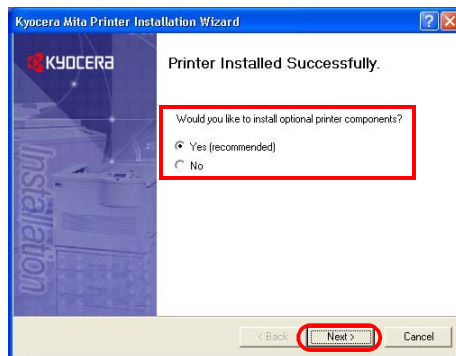 Kyocera Mita Printer Installation Wizard
KYOCERA
Printer Installed Successfully.
Would you like to install optional printer components?
Yes (recommended)
No
Installation
< Back
Next >
Cancel